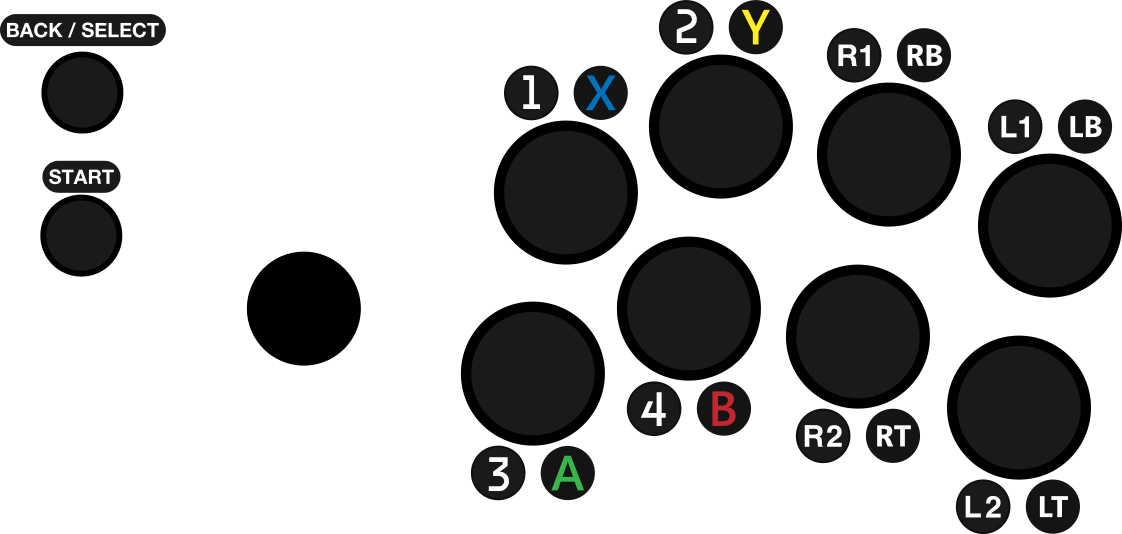 BACK / SELECT
START
1 X
2 Y
R1 RB
L1 LB
3 A
4 B
R2 RT
L2 LT